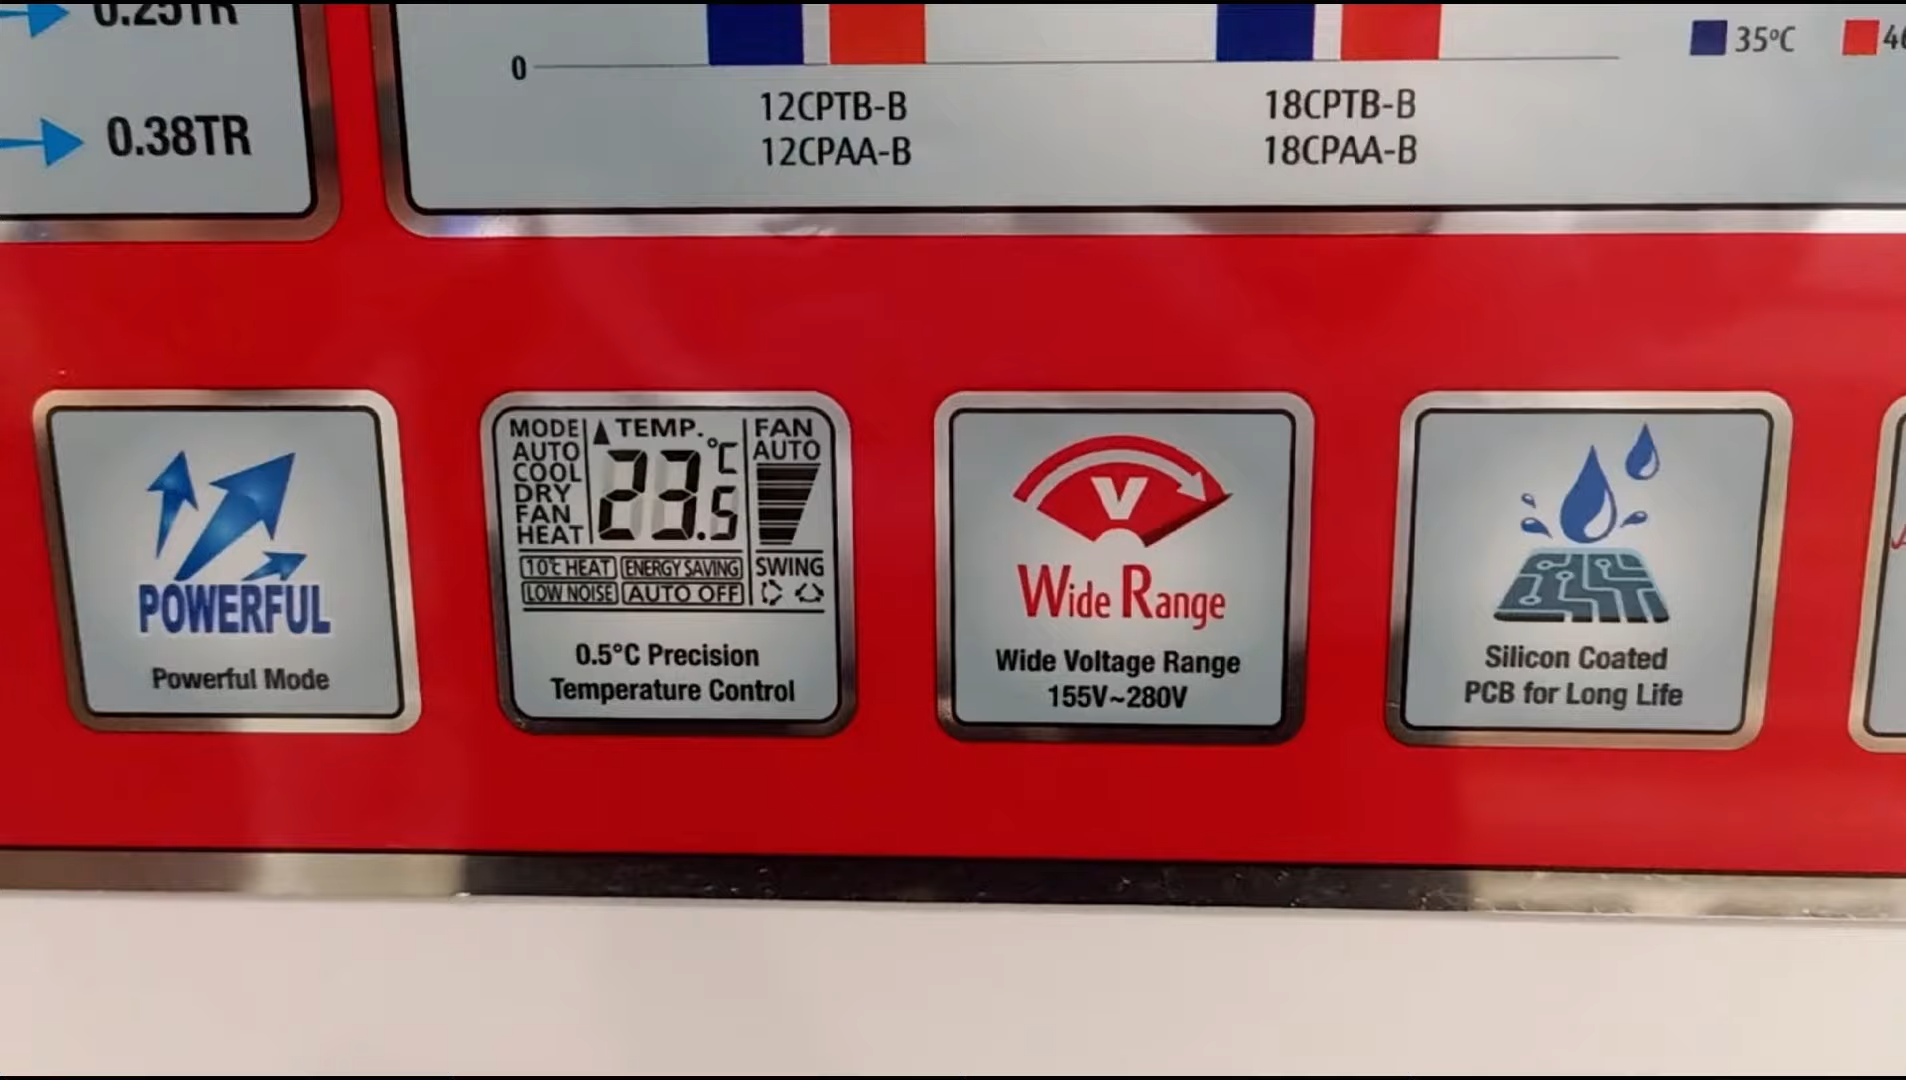 0.25TR
0.38TR
0
12CPTB-B
12CPAA-B
18CPTB-B
18CPAA-B
35°C
POWERFUL
Powerful Mode
MODE
AUTO
COOL
DRY
FAN
HEAT
▲TEMP.
23.5 °C
FAN
AUTO
10℃ HEAT
ENERGY SAVING
LOW NOISE
AUTO OFF
SWING
0.5°C Precision
Temperature Control
V
Wide Range
Wide Voltage Range
155V~280V
Silicon Coated
PCB for Long Life